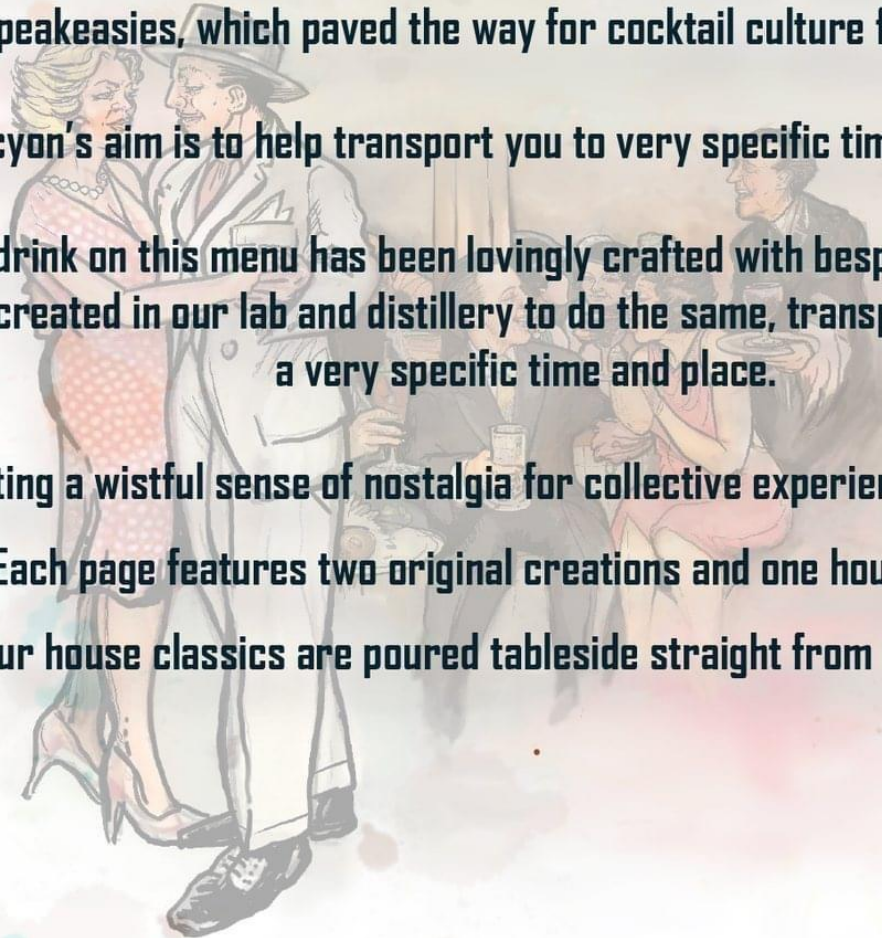 peakeasies, which paved the way for cocktail culture f
cyon's aim is to help transport you to very specific tim
drink on this menu has been lovingly crafted with besp
created in our lab and distillery to do the same, transp
a very specific time and place.
ting a wistful sense of nostalgia for collective experien
Each page features two original creations and one hou
ur house classics are poured tableside straight from